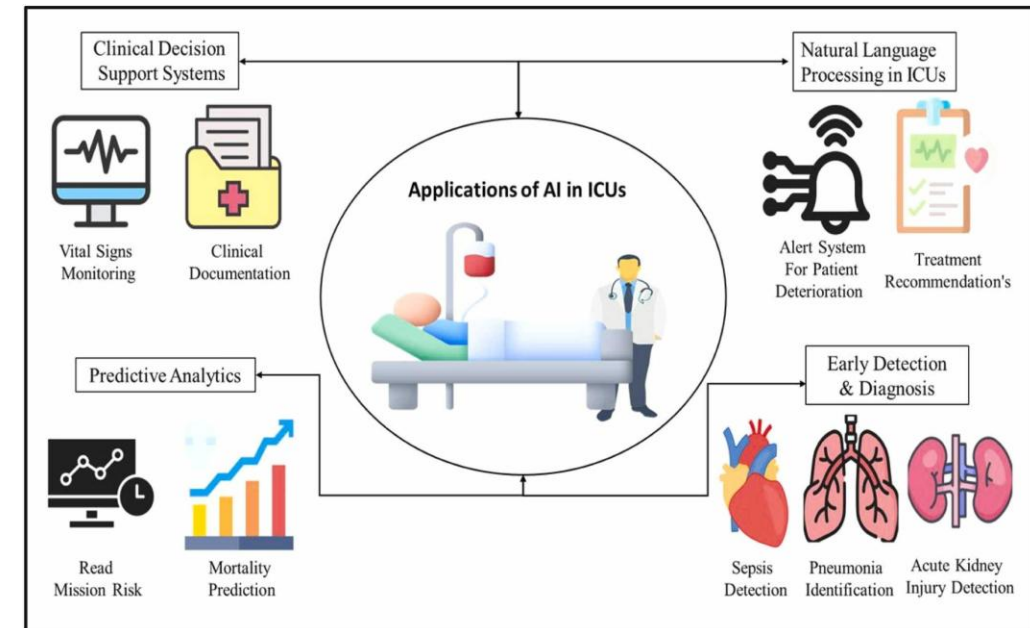 Clinical Decision
Support Systems
Natural Language
Processing in ICUs
Applications of AI in ICUs
Vital Signs
Monitoring
Clinical
Documentation
Alert System
For Patient
Deterioration
Treatment
Recommendation's
Predictive Analytics
Early Detection
& Diagnosis
Read
Mission Risk
Mortality
Prediction
Sepsis
Detection
Pneumonia
Identification
Acute Kidney
Injury Detection